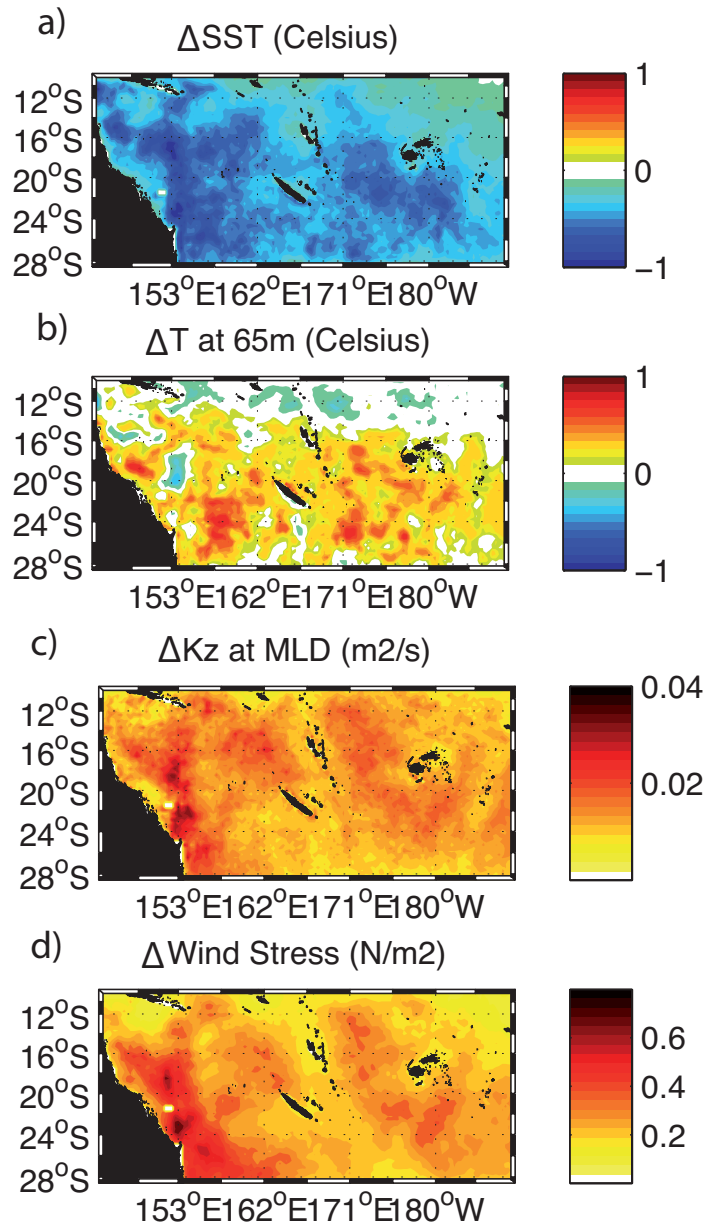 a)
ΔSST (Celsius)
12°S
16°S
20°S
24°S
28°S
153°E162°E171°E180°W
1
0
−1
b)
ΔT at 65m (Celsius)
12°S
16°S
20°S
24°S
28°S
153°E162°E171°E180°W
1
0
−1
c)
ΔKz at MLD (m2/s)
12°S
16°S
20°S
24°S
28°S
153°E162°E171°E180°W
0.04
0.02
d)
ΔWind Stress (N/m2)
12°S
16°S
20°S
24°S
28°S
153°E162°E171°E180°W
0.6
0.4
0.2